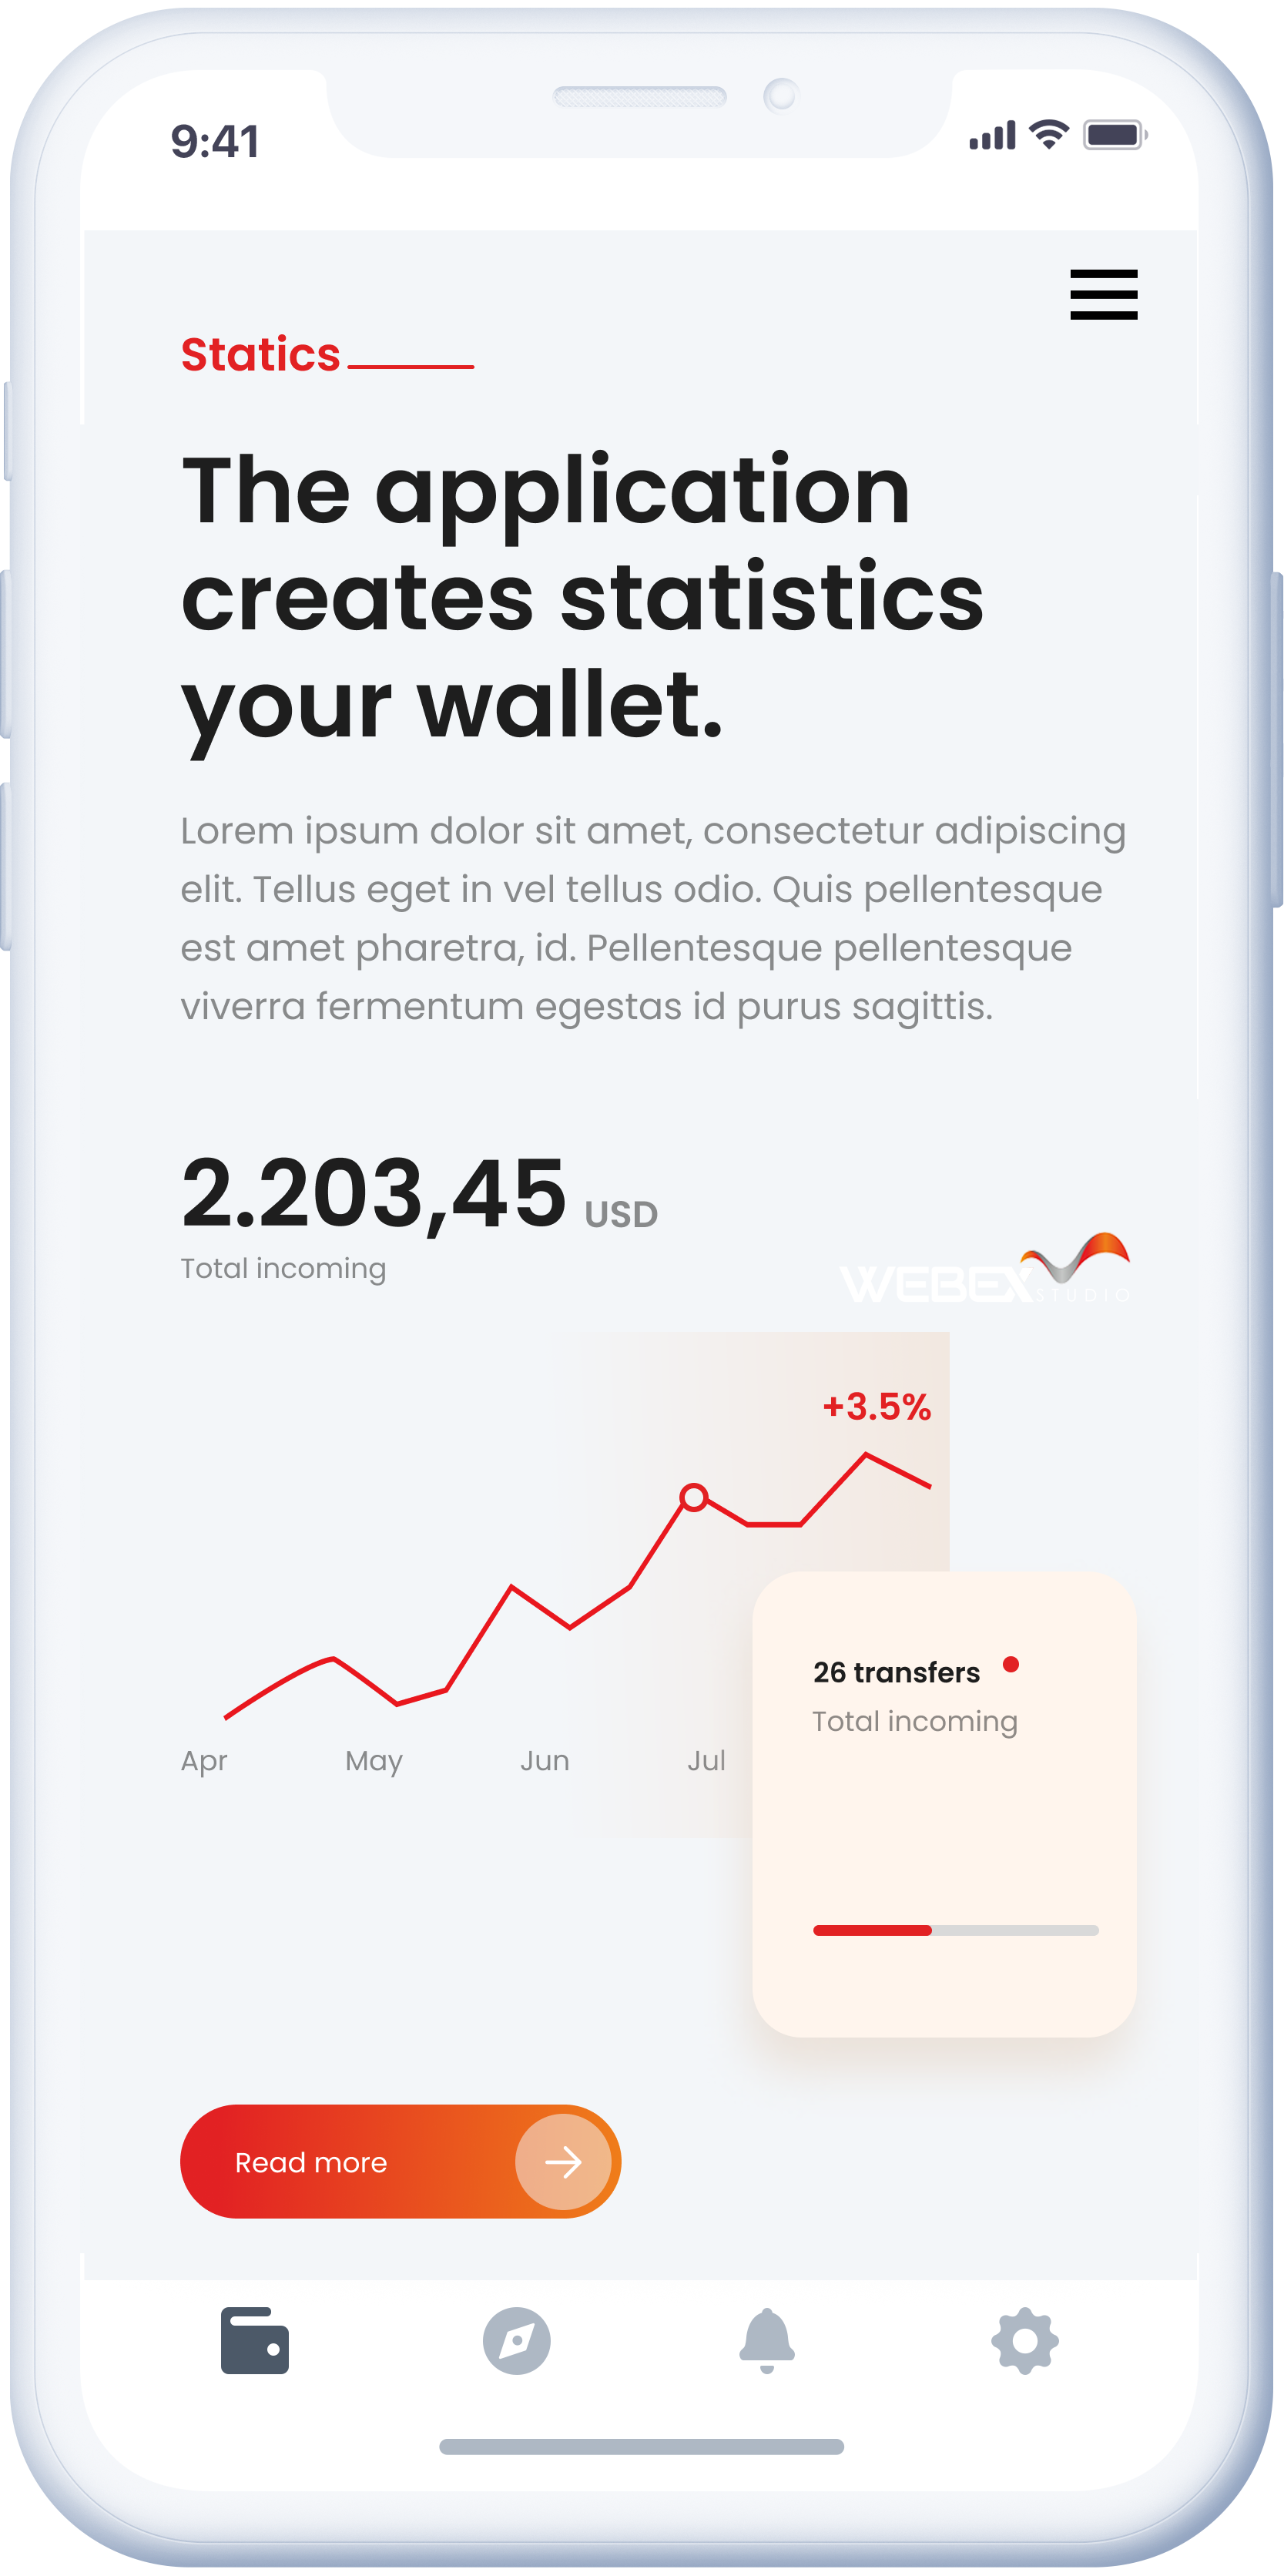 9:41
Statics
The application
creates statistics
your wallet.
Lorem ipsum dolor sit amet, consectetur adipiscing
elit. Tellus eget in vel tellus odio. Quis pellentesque
est amet pharetra, id. Pellentesque pellentesque
viverra fermentum egestas id purus sagittis.
2.203,45 USD
Total incoming
WEBEX STUDIO
+3.5%
26 transfers
Total incoming
Apr May Jun Jul
Read more